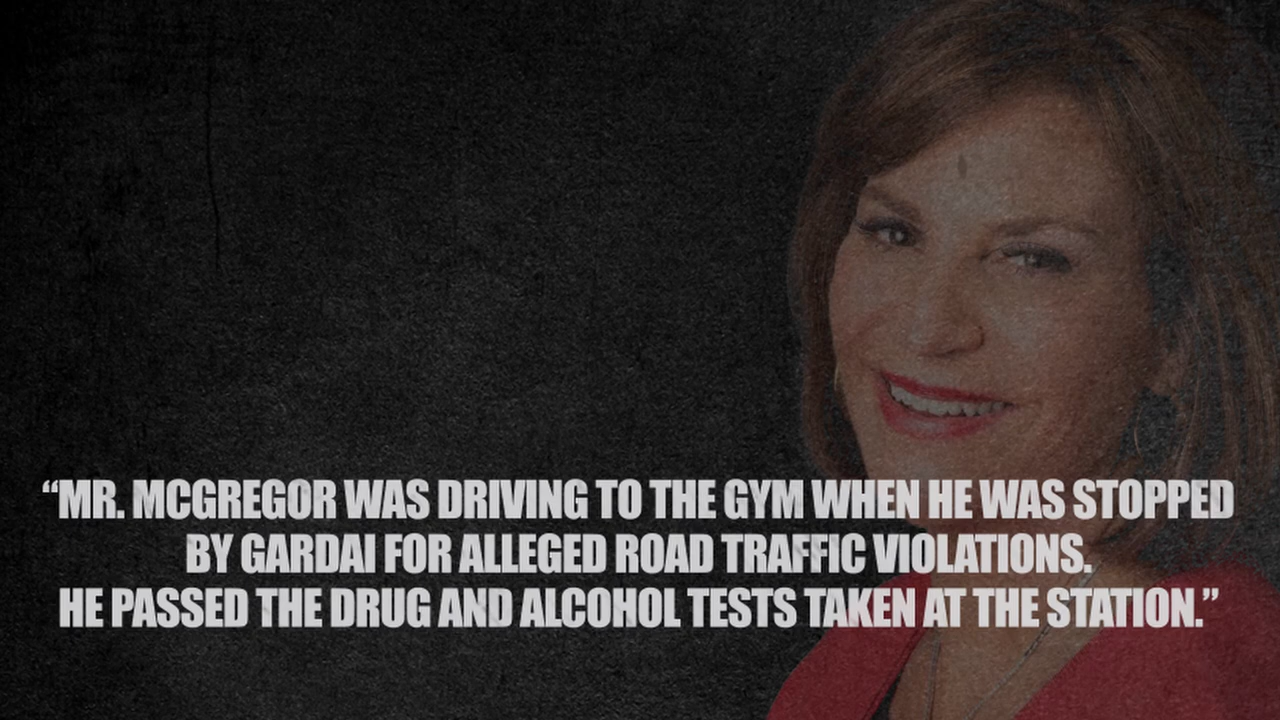 “MR. MCGREGOR WAS DRIVING TO THE GYM WHEN HE WAS STOPPED
BY GARDAI FOR ALLEGED ROAD TRAFFIC VIOLATIONS.
HE PASSED THE DRUG AND ALCOHOL TESTS TAKEN AT THE STATION.”